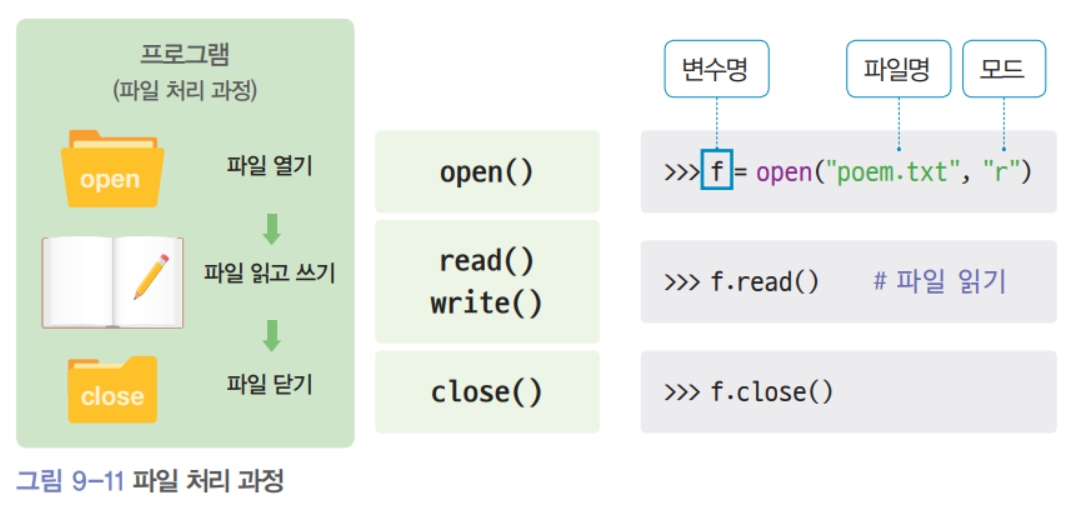 프로그램
(파일 처리 과정)
open
파일 열기
파일 읽고 쓰기
close
파일 닫기
open()
read()
write()
close()
변수명
파일명
모드
>>> f = open("poem.txt", "r")
>>> f.read() # 파일 읽기
>>> f.close()
그림 9-11 파일 처리 과정